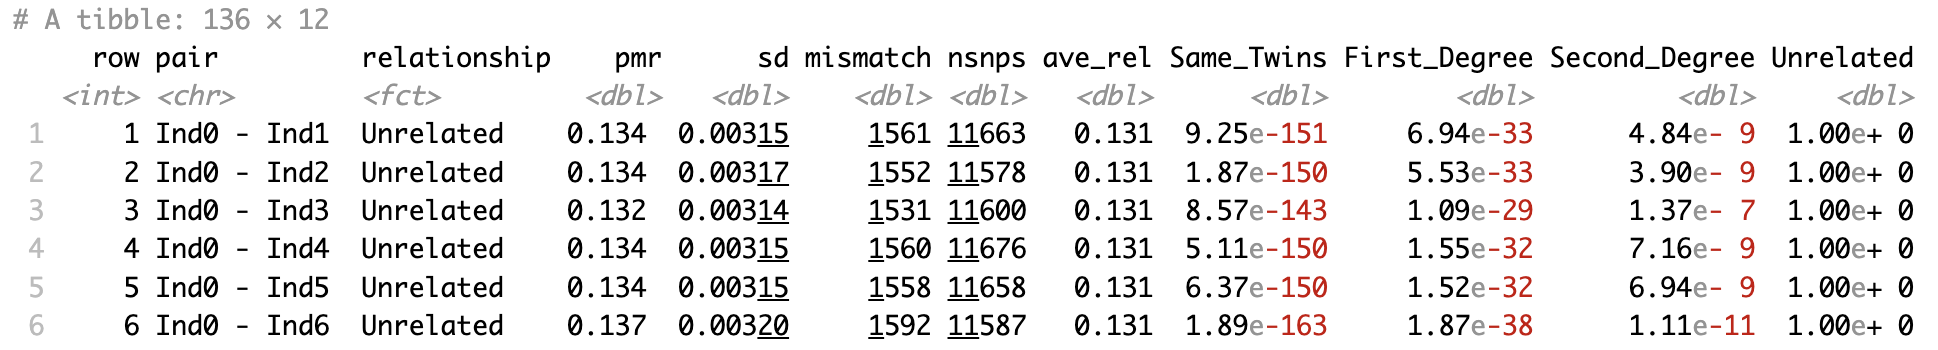 # A tibble: 136 × 12
row pair relationship pmr sd mismatch nsnps ave_rel Same_Twins First_Degree Second_Degree Unrelated
<int> <chr> <fct> <dbl> <dbl> <dbl> <dbl> <dbl> <dbl> <dbl> <dbl> <dbl>
1 1 Ind0 - Ind1 Unrelated 0.134 0.00315 1561 11663 0.131 9.25e-151 6.94e-33 4.84e- 9 1.00e+ 0
2 2 Ind0 - Ind2 Unrelated 0.134 0.00317 1552 11578 0.131 1.87e-150 5.53e-33 3.90e- 9 1.00e+ 0
3 3 Ind0 - Ind3 Unrelated 0.132 0.00314 1531 11600 0.131 8.57e-143 1.09e-29 1.37e- 7 1.00e+ 0
4 4 Ind0 - Ind4 Unrelated 0.134 0.00315 1560 11676 0.131 5.11e-150 1.55e-32 7.16e- 9 1.00e+ 0
5 5 Ind0 - Ind5 Unrelated 0.134 0.00315 1558 11658 0.131 6.37e-150 1.52e-32 6.94e- 9 1.00e+ 0
6 6 Ind0 - Ind6 Unrelated 0.137 0.00320 1592 11587 0.131 1.89e-163 1.87e-38 1.11e-11 1.00e+ 0